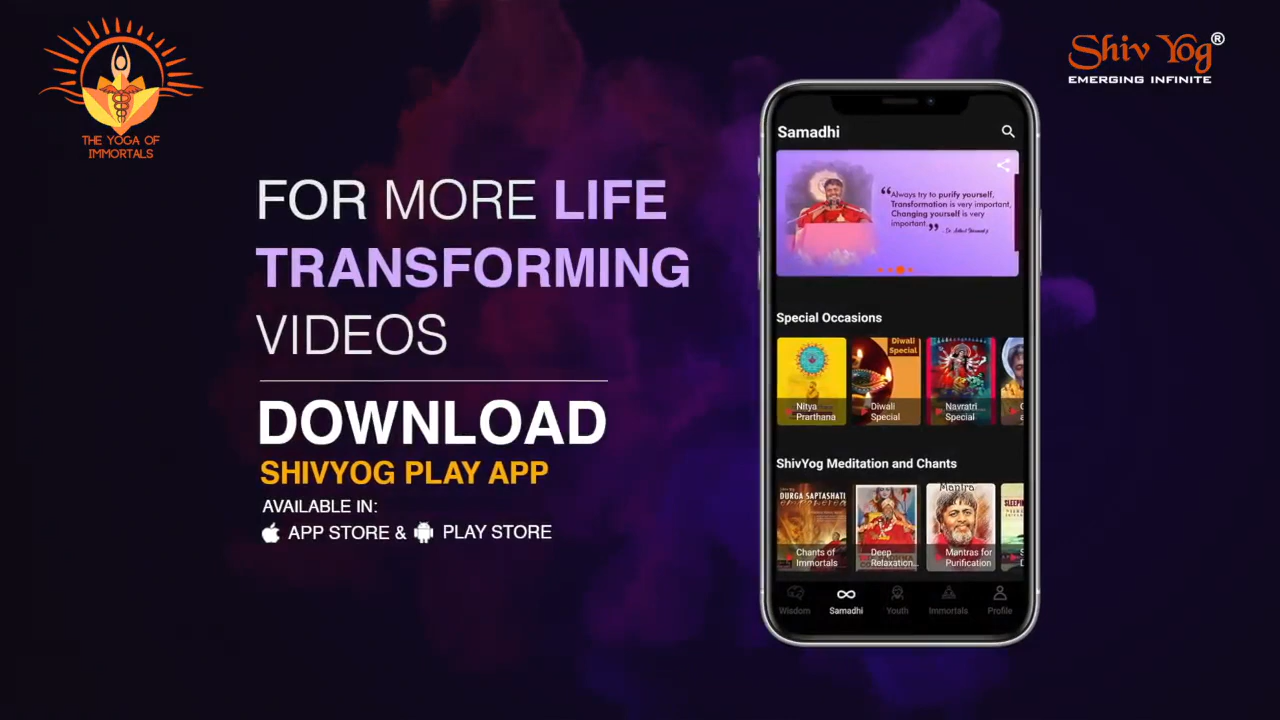 THE YOGA OF
IMMORTALS
Shiv Yog®
EMERGING INFINITE
FOR MORE LIFE
TRANSFORMING
VIDEOS
DOWNLOAD
SHIVYOG PLAY APP
AVAILABLE IN:
APP STORE & PLAY STORE
Samadhi
“Always try to purify yourself,
Transformation is very important,
Changing yourself is very
important.”
Special Occasions
Nitya
Prarthana
Diwali
Special
Diwali
Special
Navratri
Special
ShivYog Meditation and Chants
DURGA SAPTASHATI
Chants of
Immortals
Deep
Relaxation...
Mantra
Mantras for
Purification
Wisdom
Samadhi
Youth
Immortals
Profile